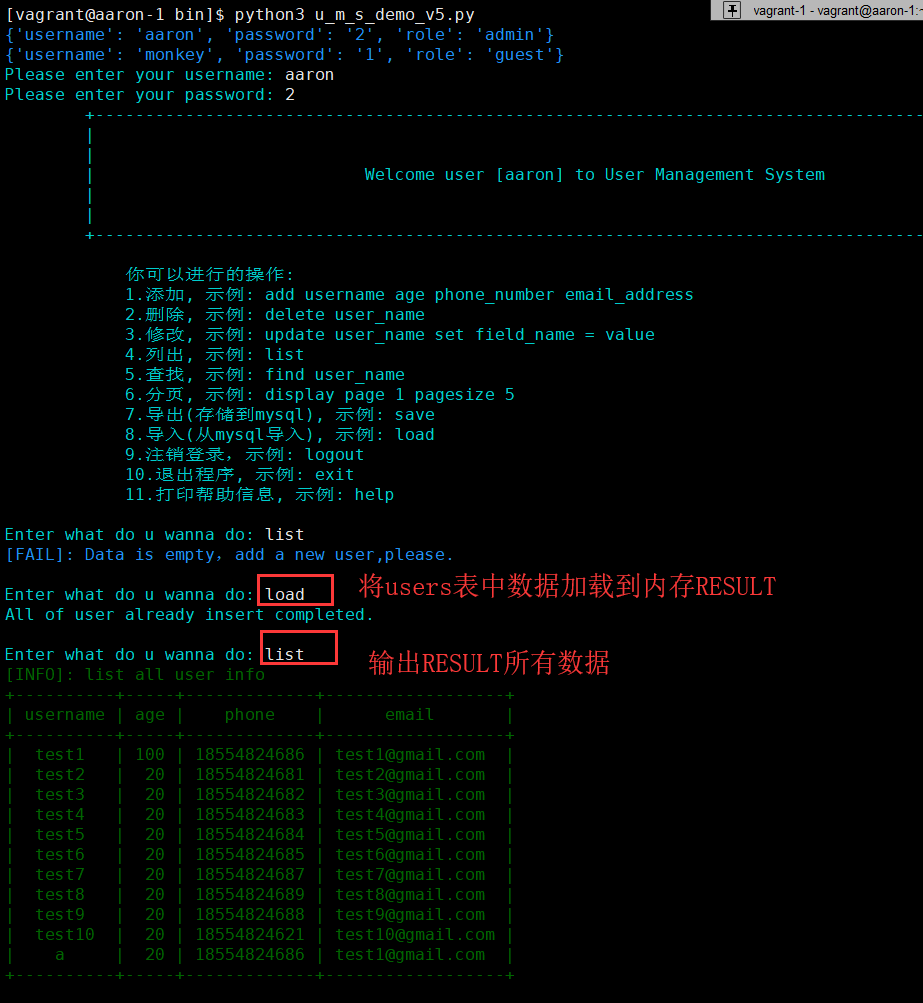 [vagrant@aaron-1 bin]$ python3 u_m_s_demo_v5.py
vagrant-1 - vagrant@aaron-1:~
{'username': 'aaron', 'password': '2', 'role': 'admin'}
{'username': 'monkey', 'password': '1', 'role': 'guest'}
Please enter your username: aaron
Please enter your password: 2
Welcome user [aaron] to User Management System
你可以进行的操作:
1.添加, 示例: add username age phone_number email_address
2.删除, 示例: delete user_name
3.修改, 示例: update user_name set field_name = value
4.列出, 示例: list
5.查找, 示例: find user_name
6.分页, 示例: display page 1 pagesize 5
7.导出(存储到mysql), 示例: save
8.导入(从mysql导入), 示例: load
9.注销登录，示例: logout
10.退出程序, 示例: exit
11.打印帮助信息, 示例: help
Enter what do u wanna do: list
[FAIL]: Data is empty，add a new user,please.
Enter what do u wanna do: load
将users表中数据加载到内存RESULT
All of user already insert completed.
Enter what do u wanna do: list
输出RESULT所有数据
[INFO]: list all user info
+----------+-----+-------------+------------------+
| username | age |    phone    |      email       |
+----------+-----+-------------+------------------+
|  test1   | 100 | 18554824686 | test1@gmail.com  |
|  test2   |  20 | 18554824681 | test2@gmail.com  |
|  test3   |  20 | 18554824682 | test3@gmail.com  |
|  test4   |  20 | 18554824683 | test4@gmail.com  |
|  test5   |  20 | 18554824684 | test5@gmail.com  |
|  test6   |  20 | 18554824685 | test6@gmail.com  |
|  test7   |  20 | 18554824687 | test7@gmail.com  |
|  test8   |  20 | 18554824689 | test8@gmail.com  |
|  test9   |  20 | 18554824688 | test9@gmail.com  |
|  test10  |  20 | 18554824621 | test10@gmail.com |
|    a     |  20 | 18554824686 | test1@gmail.com  |
+----------+-----+-------------+------------------+